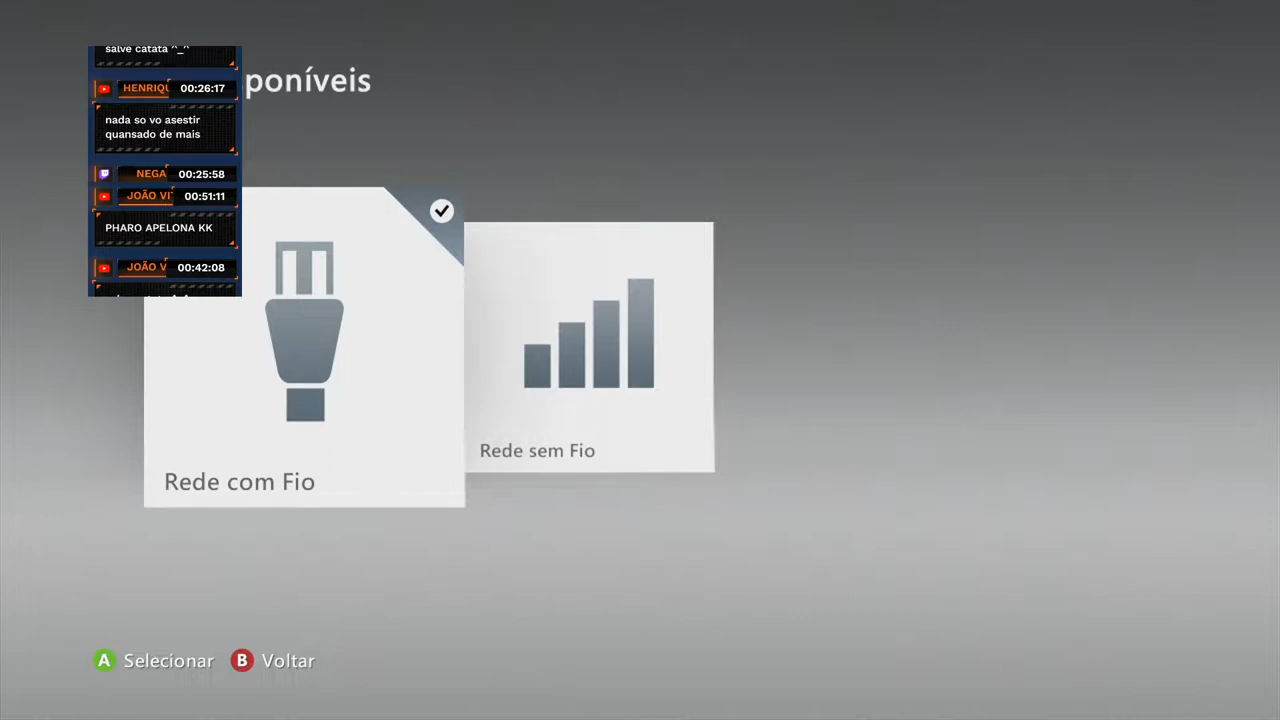 salve catata ^_^
poníveis
HENRIQU 00:26:17
nada so vo asestir
quansado de mais
NEGA 00:25:58
JOÃO VI 00:51:11
PHARO APELONA KK
JOÃO V 00:42:08
Rede com Fio
Rede sem Fio
A Selecionar B Voltar